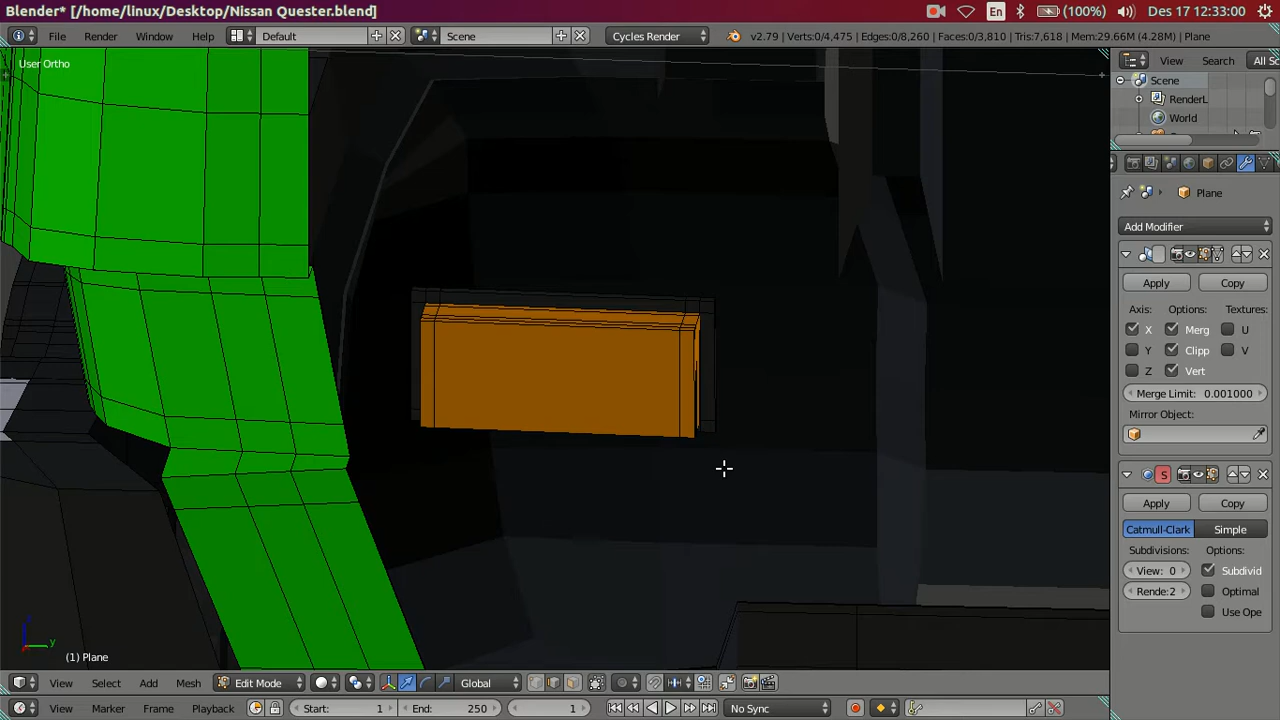 Blender* [/home/linux/Desktop/Nissan Quester.blend] En (100%) Des 17 12:33:00
File Render Window Help Default Scene Cycles Render v2.79 | Verts:0/4,475 | Edges:0/8,260 | Faces:0/3,810 | Tris:7,618 | Mem:29.66M (4.28M) | Plane
User Ortho
View Search All Sc
Scene
RenderL
World
Plane
Add Modifier
Apply Copy
Axis: Options: Textures:
X Merg U
Y Clipp V
Z Vert
Merge Limit: 0.001000
Mirror Object:
S
Apply Copy
Catmull-Clark Simple
Subdivisions: Options:
View: 0 Subdivid
Rende:2 Optimal
Use Ope
y
(1) Plane
View Select Add Mesh Edit Mode Global
View Marker Frame Playback Start: 1 End: 250 1 No Sync